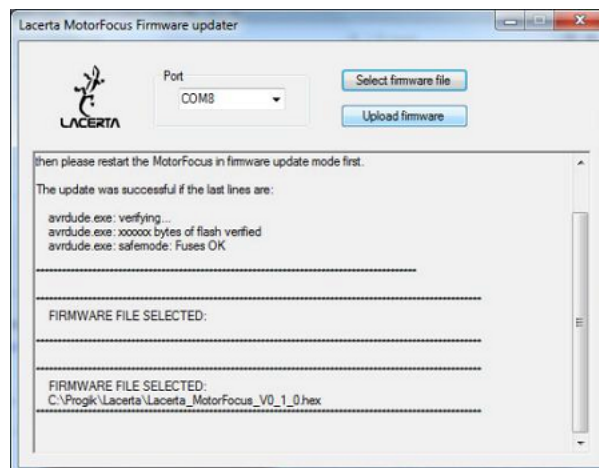 Lacerta MotorFocus Firmware updater
LACERTA
Port
COM8
Select firmware file
Upload firmware
then please restart the MotorFocus in firmware update mode first.
The update was successful if the last lines are:
avrdude.exe: verifying...
avrdude.exe: xxxxxx bytes of flash verified
avrdude.exe: safemode: Fuses OK
FIRMWARE FILE SELECTED:
FIRMWARE FILE SELECTED:
C:\Progik\Lacerta\Lacerta_MotorFocus_V0_1_0.hex